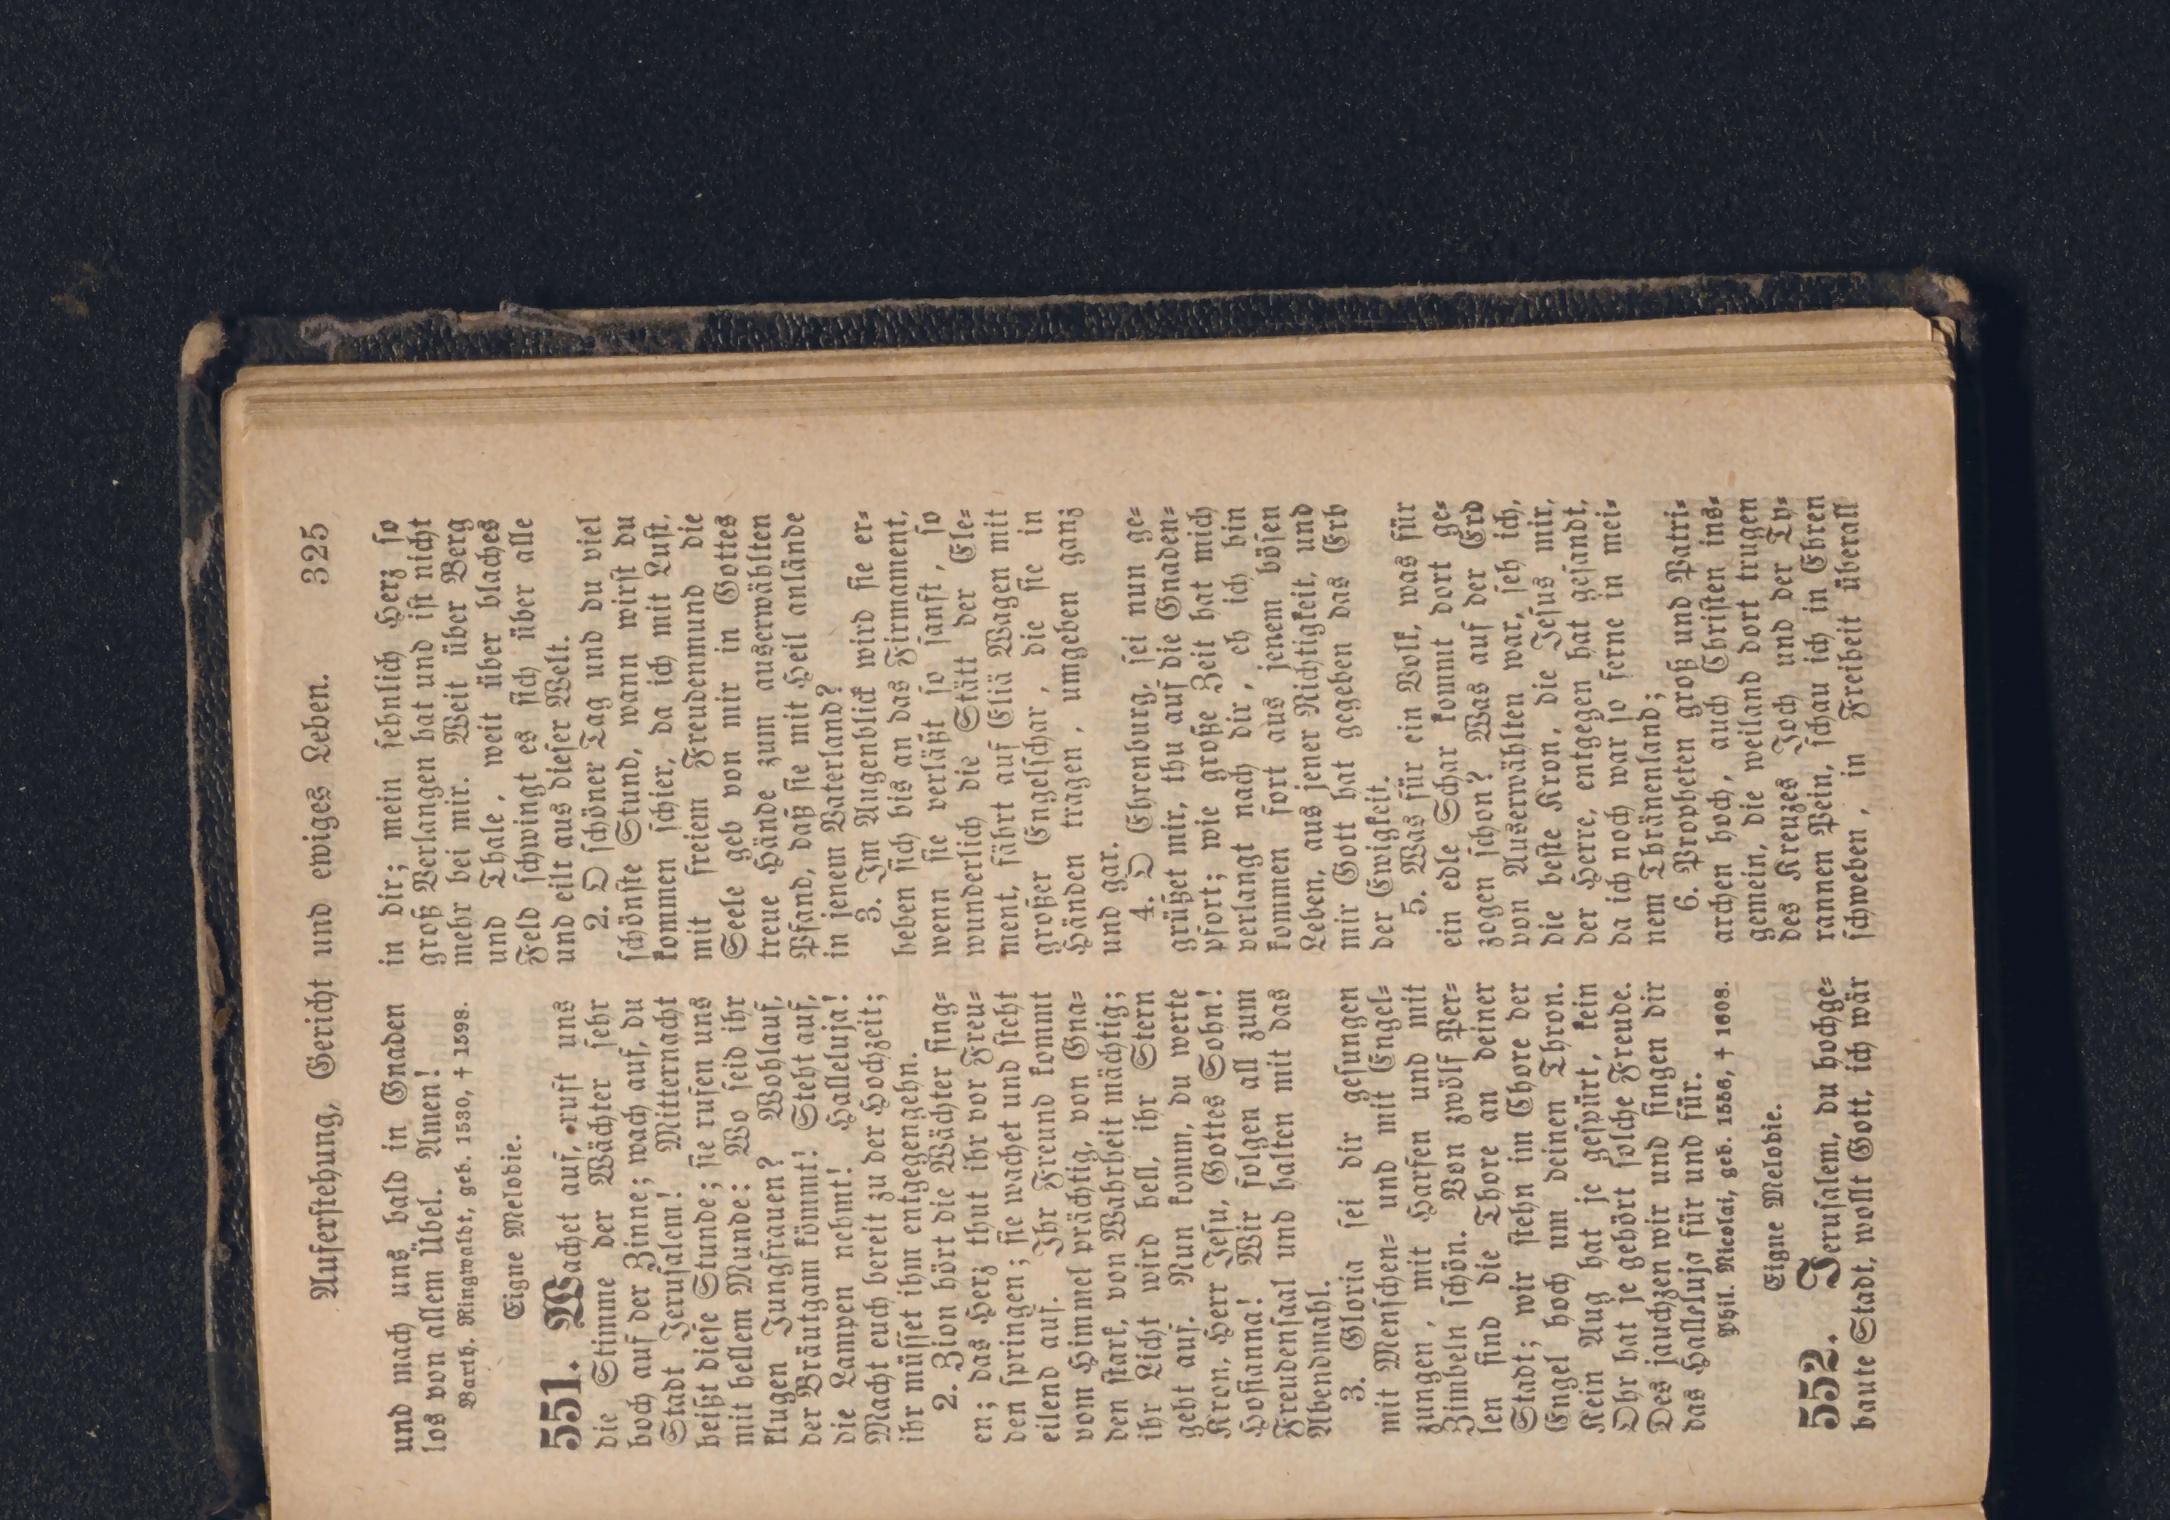 Auferstehung, Gericht und ewiges Leben. 325
und mach uns bald in Gnaden
los von allem Übel. Amen!
Barth. Ringwaldt, geb. 1530, † 1598.
Eigne Melodie.
551. Wachet auf, ruft uns
die Stimme der Wächter sehr
hoch auf der Zinne; wach auf, du
Stadt Jerusalem! Mitternacht
heißt diese Stunde; sie rufen uns
mit hellem Munde: Wo seid ihr
klugen Jungfrauen? Wohlauf,
der Bräutgam kömmt! Steht auf,
die Lampen nehmt! Halleluja!
Macht euch bereit zu der Hochzeit;
ihr müsset ihm entgegengehn.
2. Zion hört die Wächter sing-
en; das Herz thut ihr vor Freu-
den springen; sie wachet und steht
eilend auf. Ihr Freund kommt
vom Himmel prächtig, von Gna-
den stark, von Wahrheit mächtig;
ihr Licht wird hell, ihr Stern
geht auf. Nun komm, du werte
Kron, Herr Jesu, Gottes Sohn!
Hosianna! Wir folgen all zum
Freudensaal und halten mit das
Abendmahl.
3. Gloria sei dir gesungen
mit Menschen- und mit Engel-
zungen, mit Harfen und mit
Zimbeln schön. Von zwölf Per-
len sind die Thore an deiner
Stadt; wir stehn im Chore der
Engel hoch um deinen Thron.
Kein Aug hat je gespürt, kein
Ohr hat je gehört solche Freude.
Des jauchzen wir und singen dir
das Halleluja für und für.
Phil. Nicolai, geb. 1556, † 1608.
Eigne Melodie.
552. Jerusalem, du hochge-
baute Stadt, wollt Gott, ich wär
in dir; mein sehnlich Herz so
groß Verlangen hat und ist nicht
mehr bei mir. Weit über Berg
und Thale, weit über blaches
Feld schwingt es sich über alle
und eilt aus dieser Welt.
2. O schöner Tag und du viel
schönste Stund, wann wirst du
kommen schier, da ich mit Lust,
mit freiem Freudenmund die
Seele geb von mir in Gottes
treue Hände zum auserwählten
Pfand, daß sie mit Heil anlände
in jenem Vaterland?
3. Im Augenblick wird sie er-
heben sich bis an das Firmament,
wenn sie verläßt so sanft, so
wunderlich die Stätt der Ele-
ment, fährt auf Eliä Wagen mit
großer Engelschar, die sie in
Händen tragen, umgeben ganz
und gar.
4. O Ehrenburg, sei nun ge-
grüßet mir, thu auf die Gnaden-
pfort; wie große Zeit hat mich
verlangt nach dir, eh ich bin
kommen fort aus jenem bösen
Leben, aus jener Nichtigkeit, und
mir Gott hat gegeben das Erb
der Ewigkeit.
5. Was für ein Volk, was für
ein edle Schar kommt dort ge-
zogen schon? Was auf der Erd
von Auserwählten war, seh ich,
die beste Kron, die Jesus mir,
der Herre, entgegen hat gesandt,
da ich noch war so ferne in mei-
nem Thränenland;
6. Propheten groß und Patri-
archen hoch, auch Christen ins-
gemein, die weiland dort trugen
des Kreuzes Joch und der Ty-
rannen Pein, schau ich in Ehren
schweben, in Freiheit überall